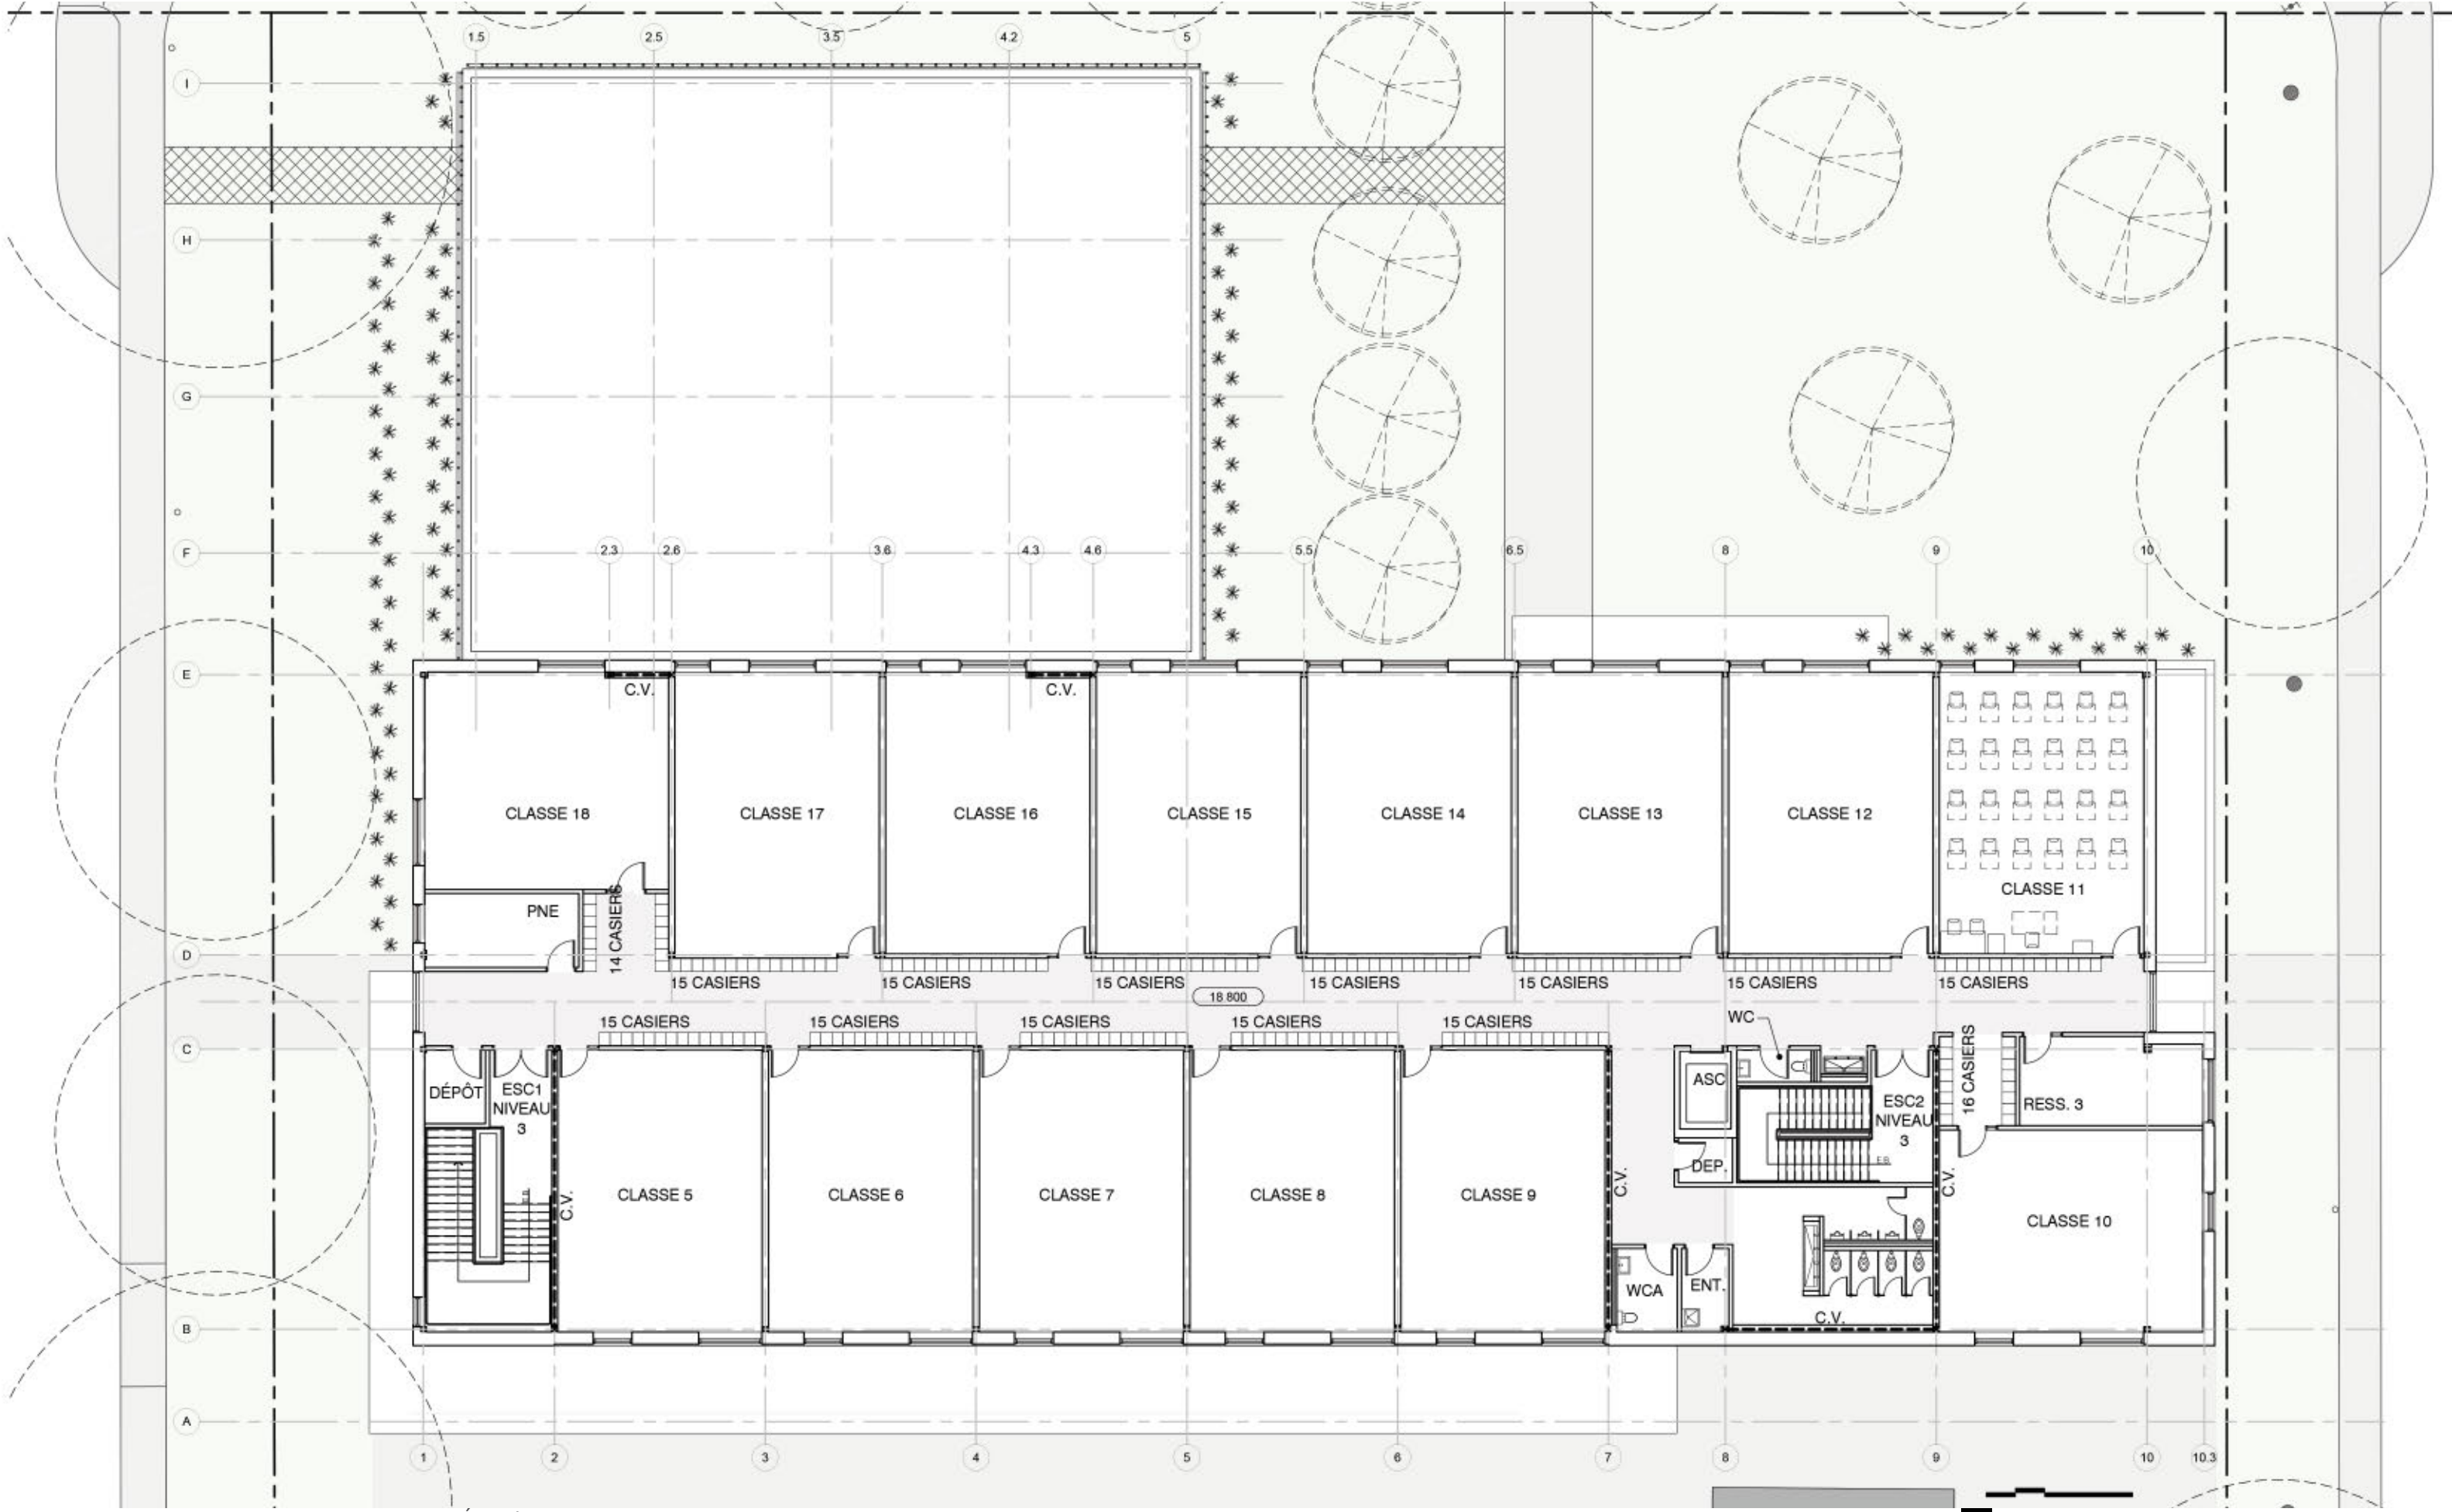 1.5
2.5
3.5
4.2
5
I
H
G
F
2.3
2.6
3.6
4.3
4.6
5.5
6.5
8
9
10
E
C.V.
C.V.
CLASSE 18
CLASSE 17
CLASSE 16
CLASSE 15
CLASSE 14
CLASSE 13
CLASSE 12
CLASSE 11
PNE
14 CASIERS
D
15 CASIERS
15 CASIERS
15 CASIERS
15 CASIERS
15 CASIERS
15 CASIERS
15 CASIERS
18 800
15 CASIERS
15 CASIERS
15 CASIERS
15 CASIERS
15 CASIERS
WC
C
DÉPÔT
ESC1
NIVEAU
3
ASC
ESC2
NIVEAU
3
16 CASIERS
RESS. 3
DEP.
E.B.
E.B.
C.V.
CLASSE 5
CLASSE 6
CLASSE 7
CLASSE 8
CLASSE 9
C.V.
C.V.
CLASSE 10
WCA
ENT.
C.V.
B
A
1
2
3
4
5
6
7
8
9
10
10.3